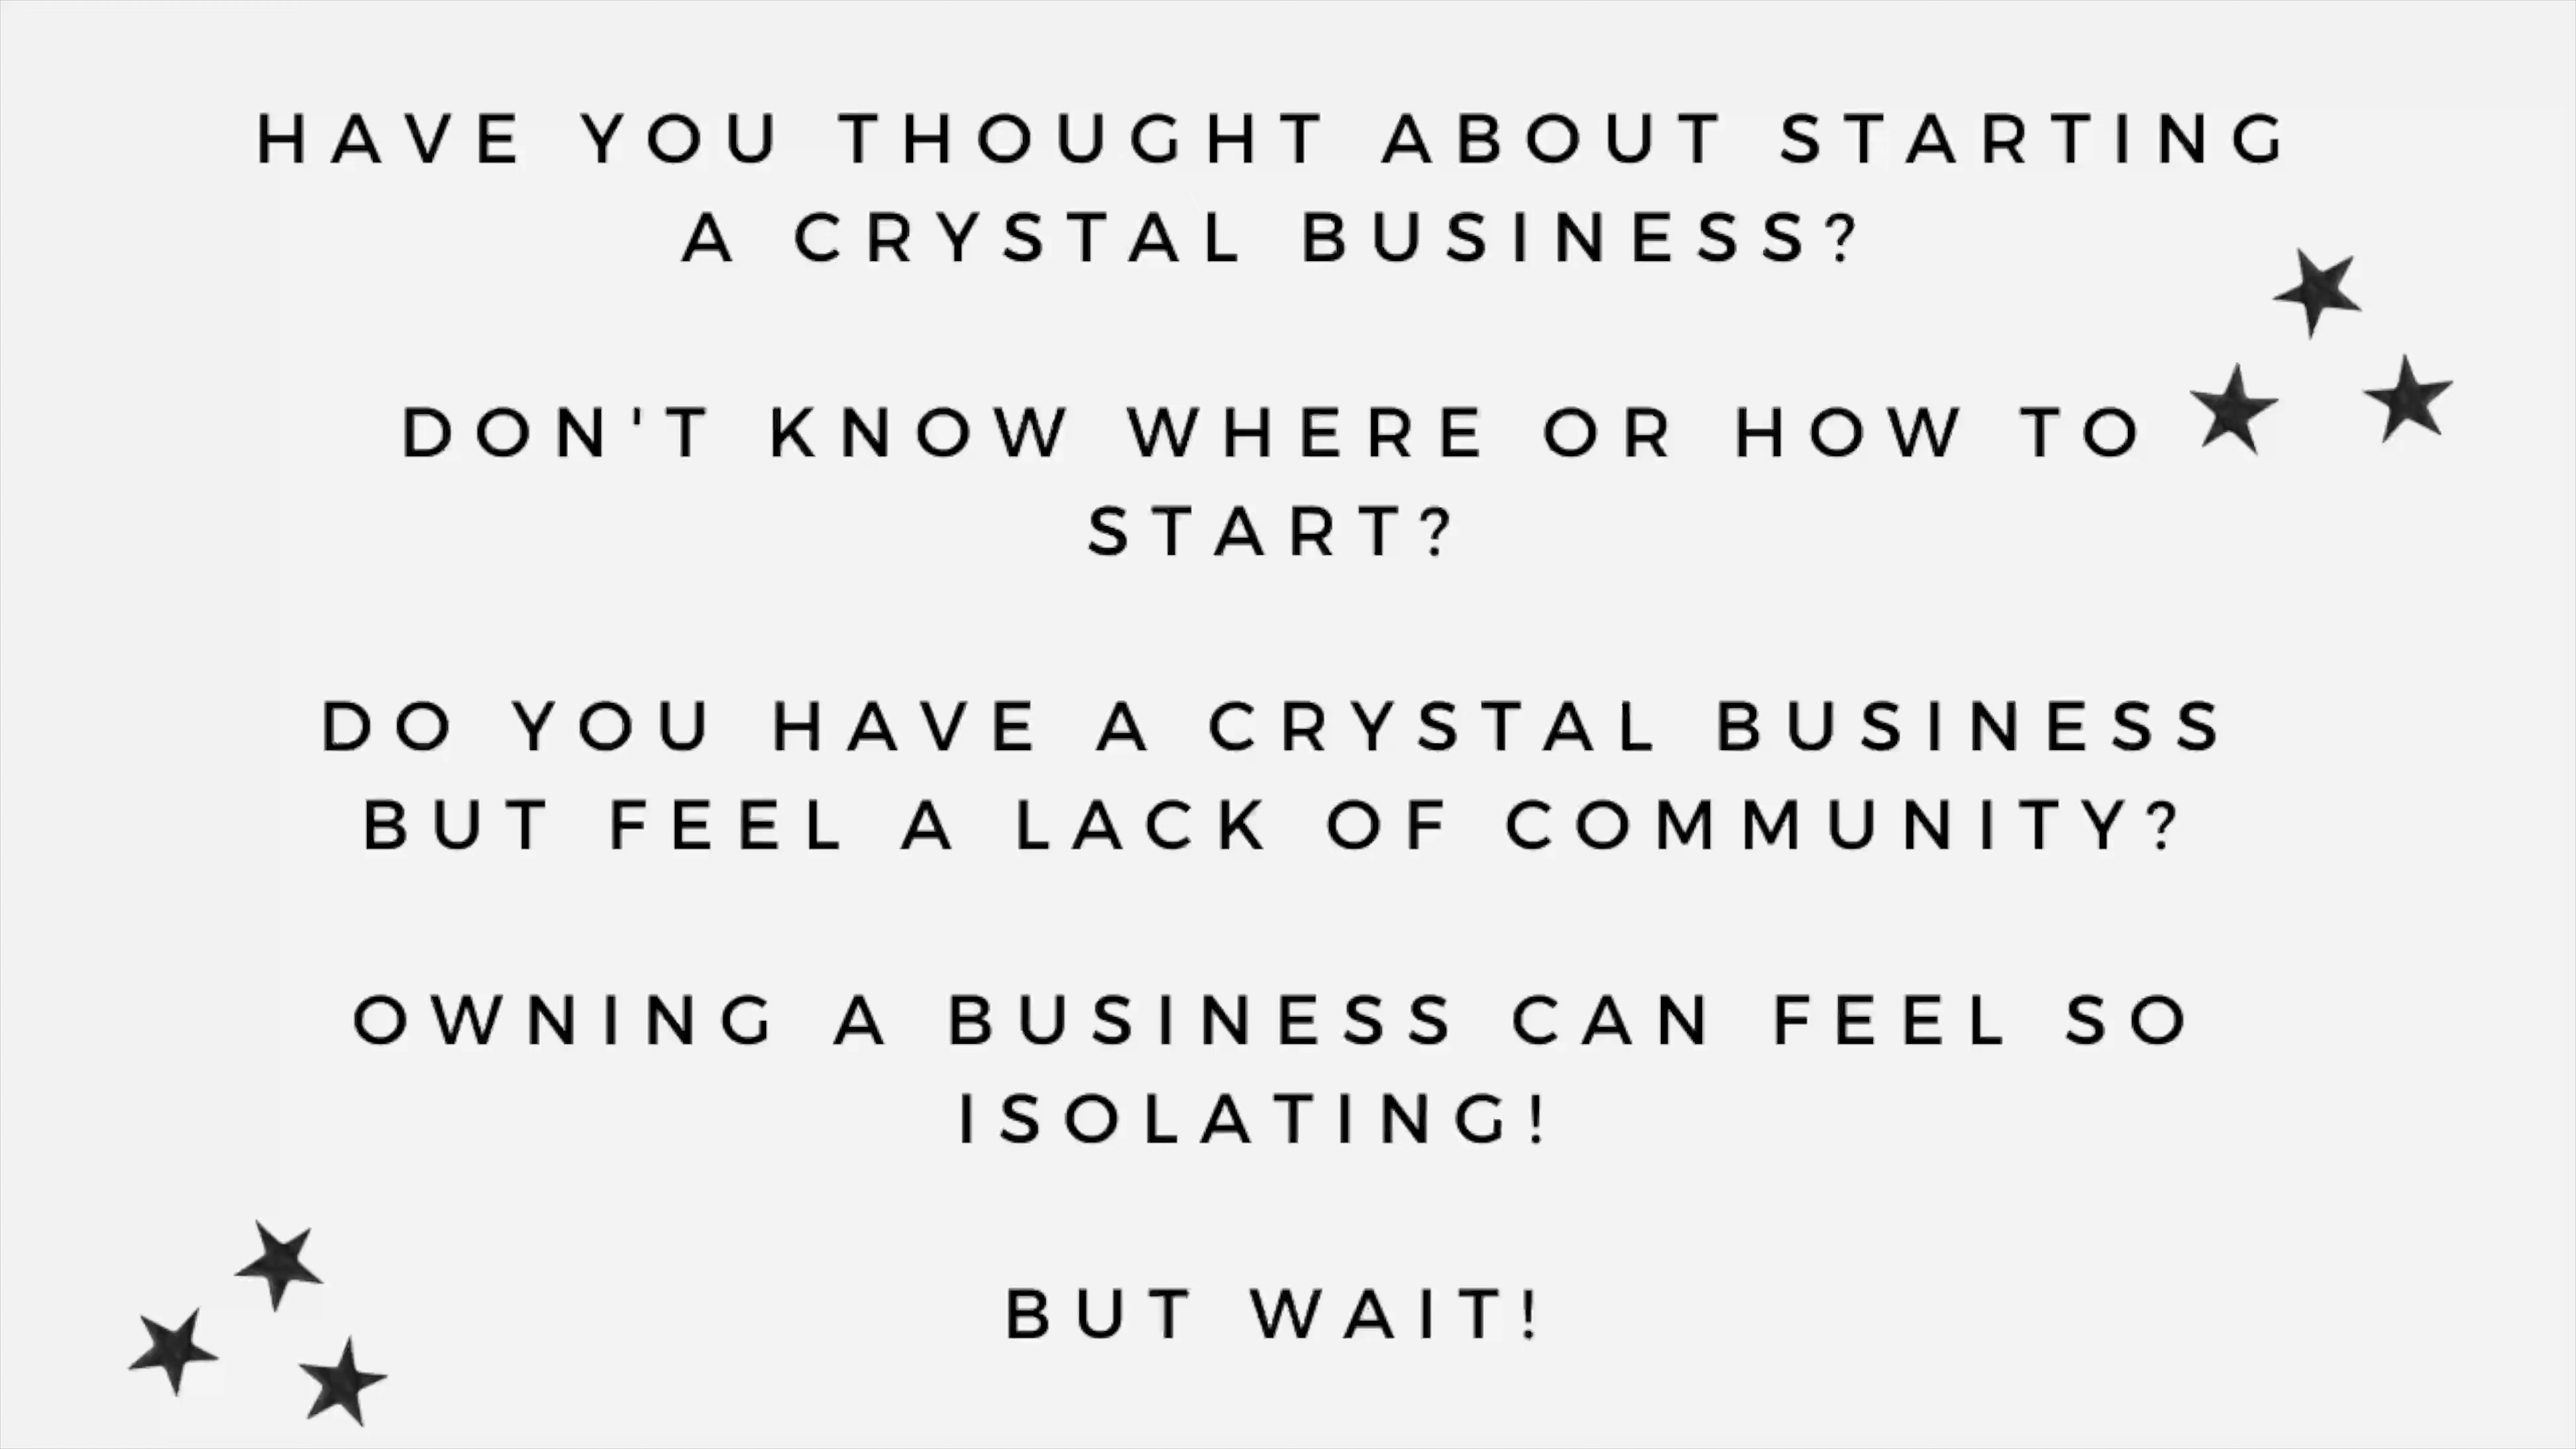 HAVE YOU THOUGHT ABOUT STARTING
A CRYSTAL BUSINESS?
DON'T KNOW WHERE OR HOW TO
START?
DO YOU HAVE A CRYSTAL BUSINESS
BUT FEEL A LACK OF COMMUNITY?
OWNING A BUSINESS CAN FEEL SO
ISOLATING!
BUT WAIT!